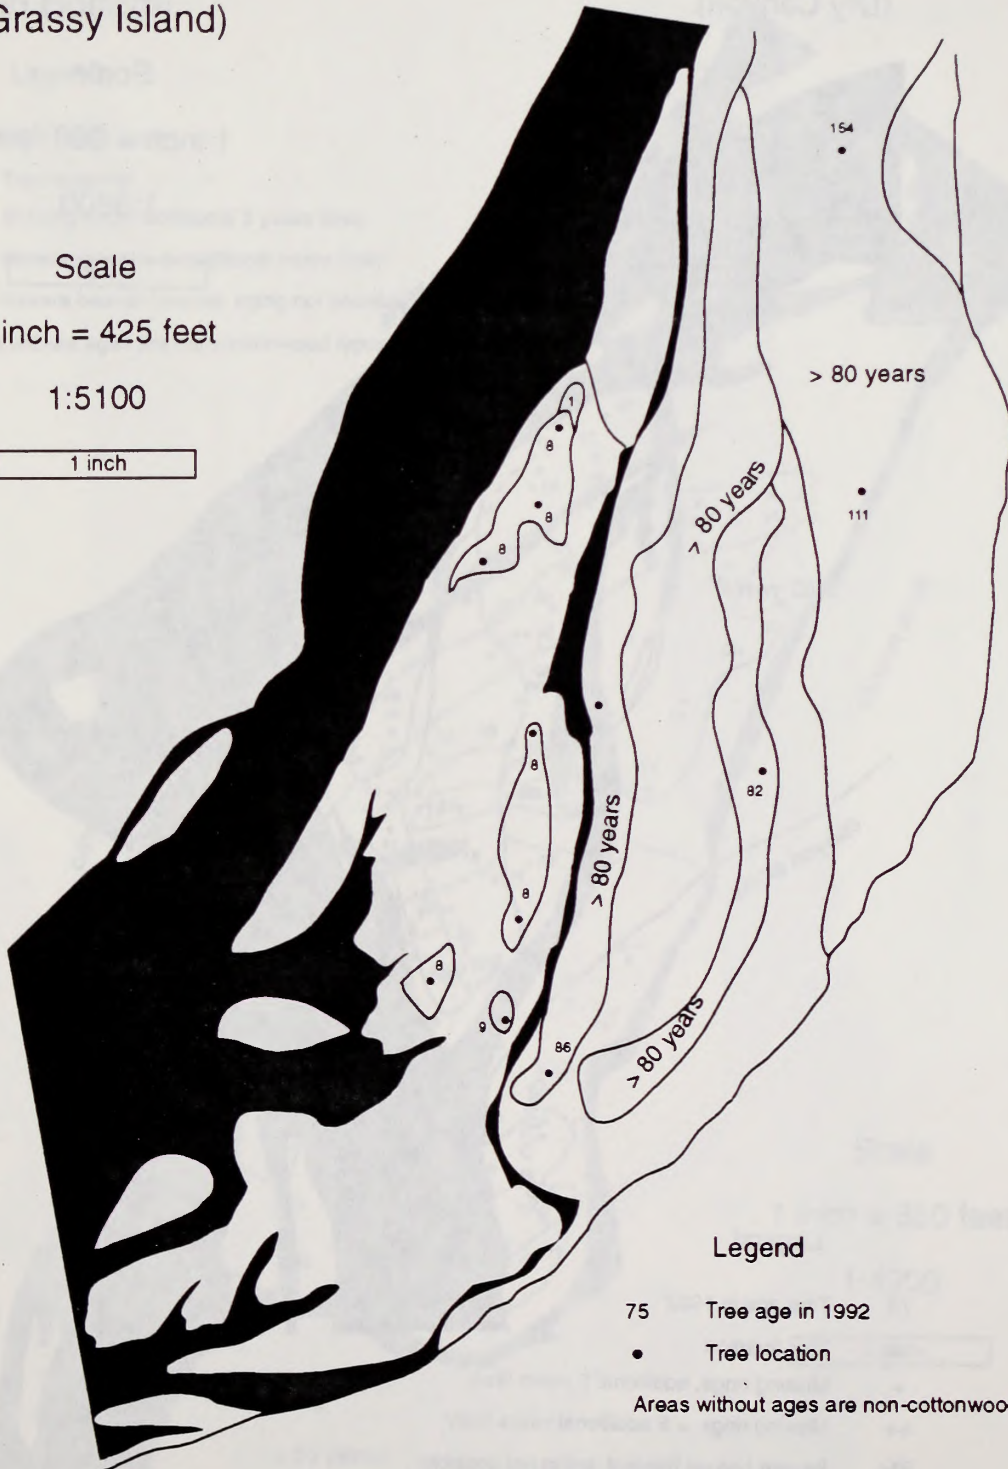 Grassy Island)
Scale
inch = 425 feet
1:5100
1 inch
154
> 80 years
1
8
> 80 years
111
8
8
8
82
> 80 years
8
8
9
86
> 80 years
Legend
75 Tree age in 1992
• Tree location
Areas without ages are non-cottonwoo